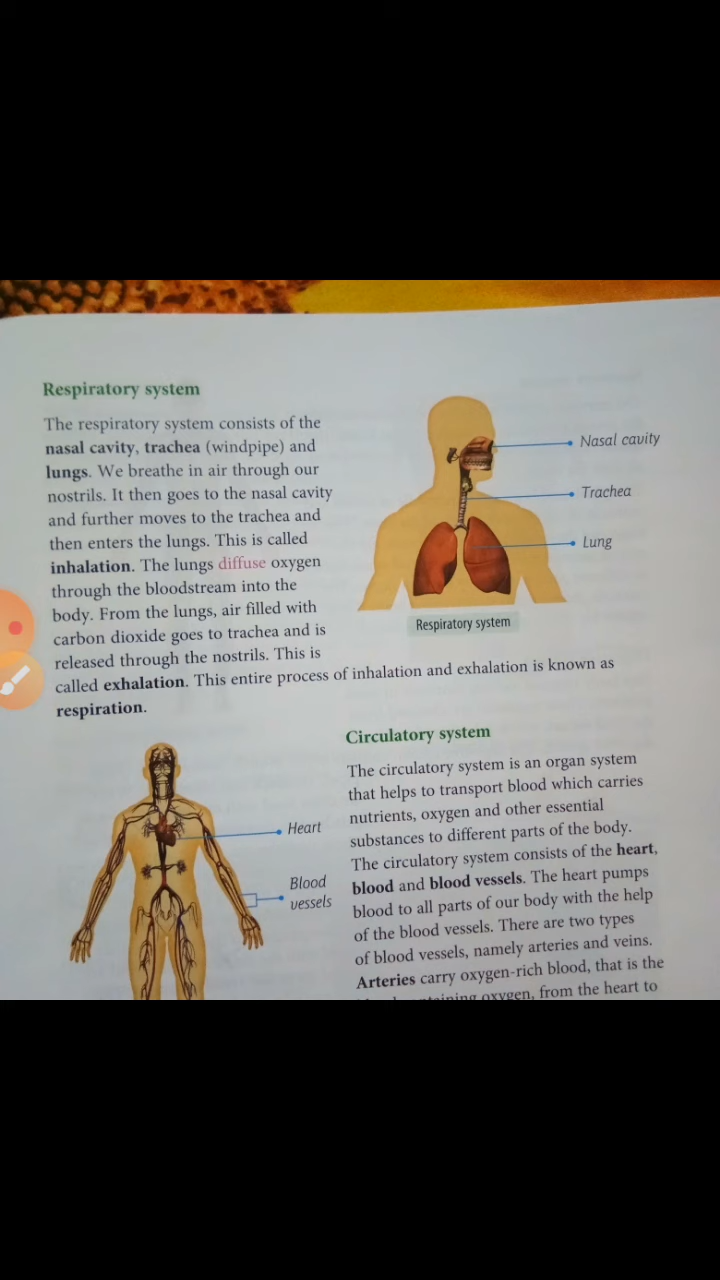 Respiratory system
The respiratory system consists of the
nasal cavity, trachea (windpipe) and
lungs. We breathe in air through our
nostrils. It then goes to the nasal cavity
and further moves to the trachea and
then enters the lungs. This is called
inhalation. The lungs diffuse oxygen
through the bloodstream into the
body. From the lungs, air filled with
carbon dioxide goes to trachea and is
released through the nostrils. This is
called exhalation. This entire process of inhalation and exhalation is known as
respiration.
Nasal cavity
Trachea
Lung
Respiratory system
Heart
Blood
vessels
Circulatory system
The circulatory system is an organ system
that helps to transport blood which carries
nutrients, oxygen and other essential
substances to different parts of the body.
The circulatory system consists of the heart,
blood and blood vessels. The heart pumps
blood to all parts of our body with the help
of the blood vessels. There are two types
of blood vessels, namely arteries and veins.
Arteries carry oxygen-rich blood, that is the
oxygen, from the heart to